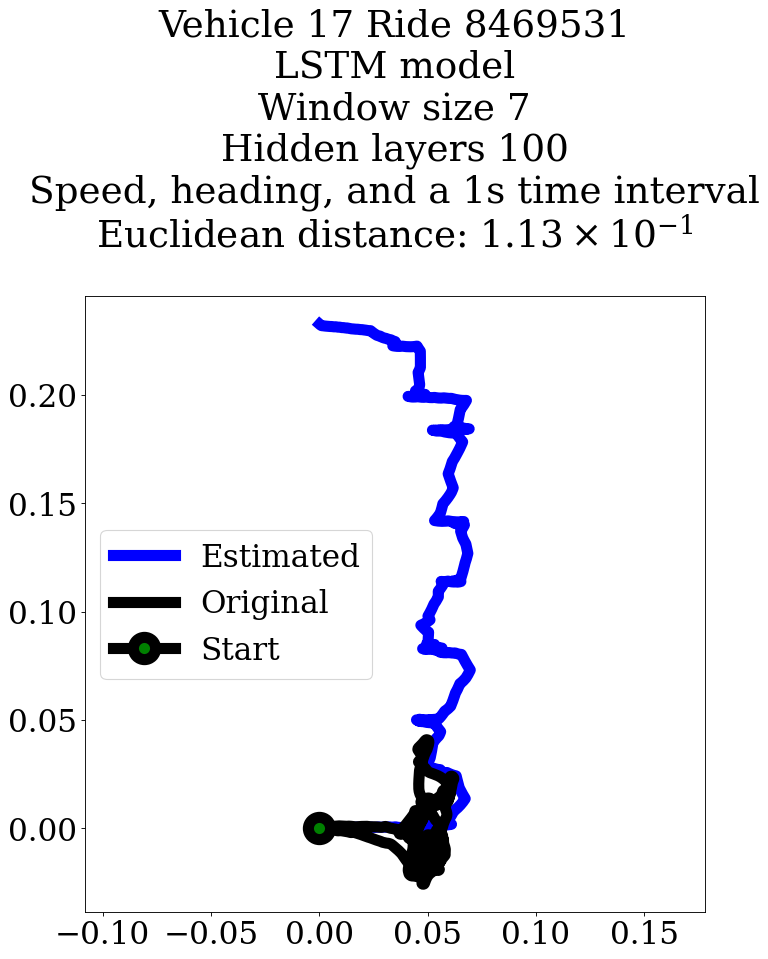 Vehicle 17 Ride 8469531
LSTM model
Window size 7
Hidden layers 100
Speed, heading, and a 1s time interval
Euclidean distance: 1.13 × 10⁻¹
0.20
0.15
0.10
0.05
0.00
Estimated
Original
Start
−0.10 −0.05 0.00 0.05 0.10 0.15